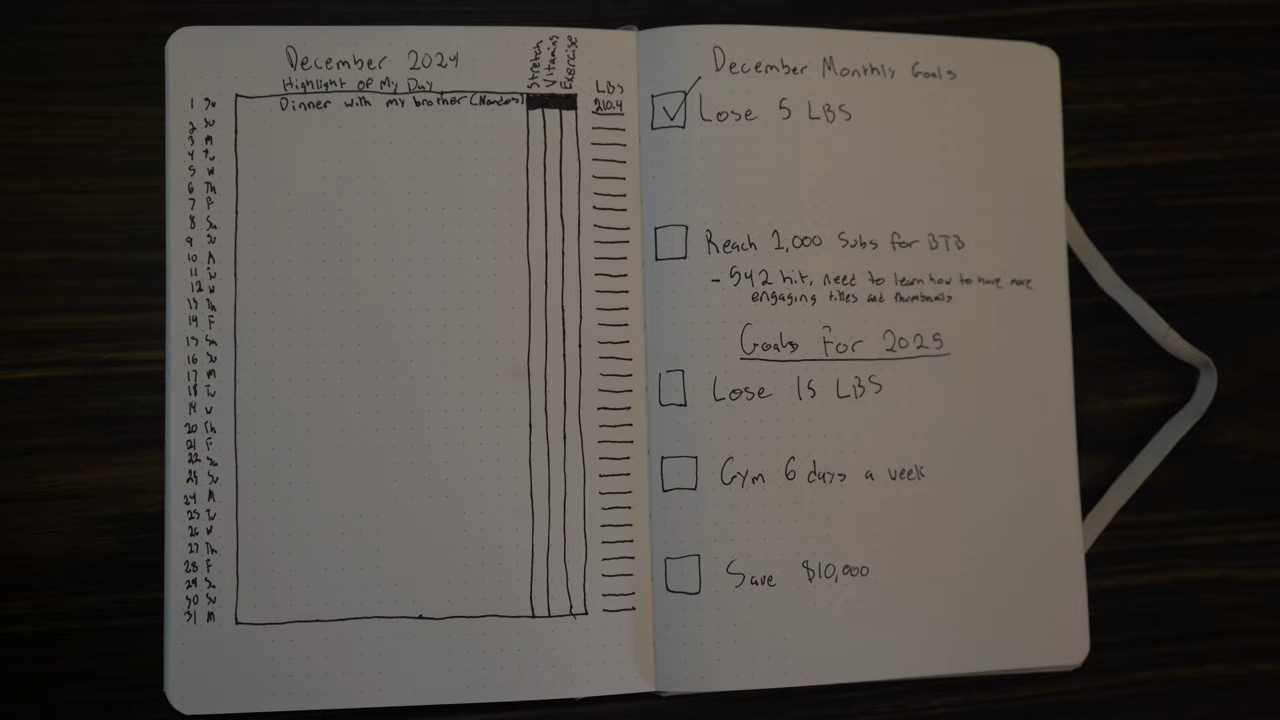 December 2024
Highlight of My Day
Stretch
Vitamins
Exercise
LBS
1 Su Dinner with my brother (Nandos) 210.4
2 Su
3 M
4 Tu
5 W
6 Th
7 F
8 Sa
9 Su
10 M
11 Tu
12 W
13 Th
14 F
15 Sa
16 Su
17 M
18 Tu
19 W
20 Th
21 F
22 Sa
23 Su
24 M
25 Tu
26 W
27 Th
28 F
29 Sa
30 Su
31 M
December Monthly Goals
Lose 5 LBS
Reach 1,000 Subs for BTB
- 542 hit, need to learn how to have more
engaging titles and thumbnails
Goals For 2025
Lose 15 LBS
Gym 6 days a week
Save $10,000